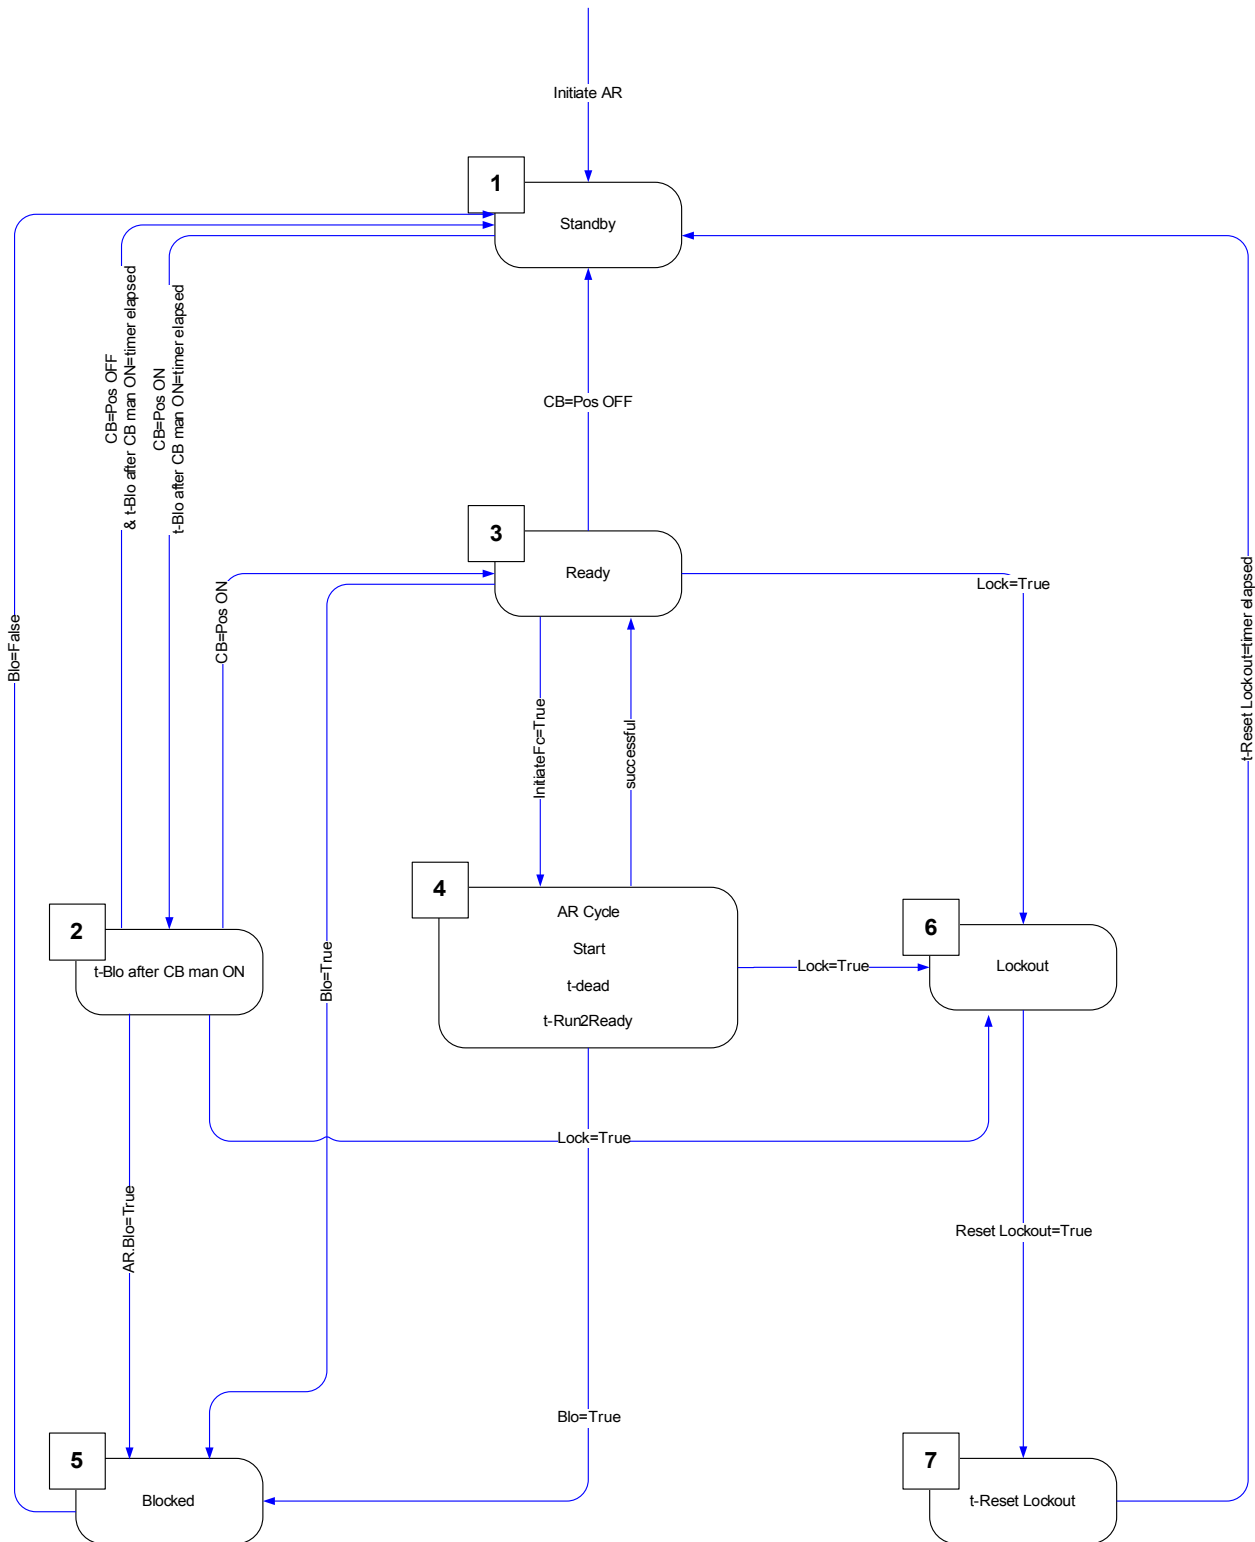 Initiate AR
1
Standby
CB=Pos OFF
& t-Blo after CB man ON=timer elapsed
CB=Pos ON
t-Blo after CB man ON=timer elapsed
CB=Pos OFF
3
Ready
Lock=True
CB=Pos ON
Blo=False
t-Reset Lockout=timer elapsed
InitiateFc=True
successful
4
AR Cycle
Start
t-dead
t-Run2Ready
2
t-Blo after CB man ON
Blo=True
Lock=True
6
Lockout
Lock=True
AR.Blo=True
Reset Lockout=True
Blo=True
5
Blocked
7
t-Reset Lockout